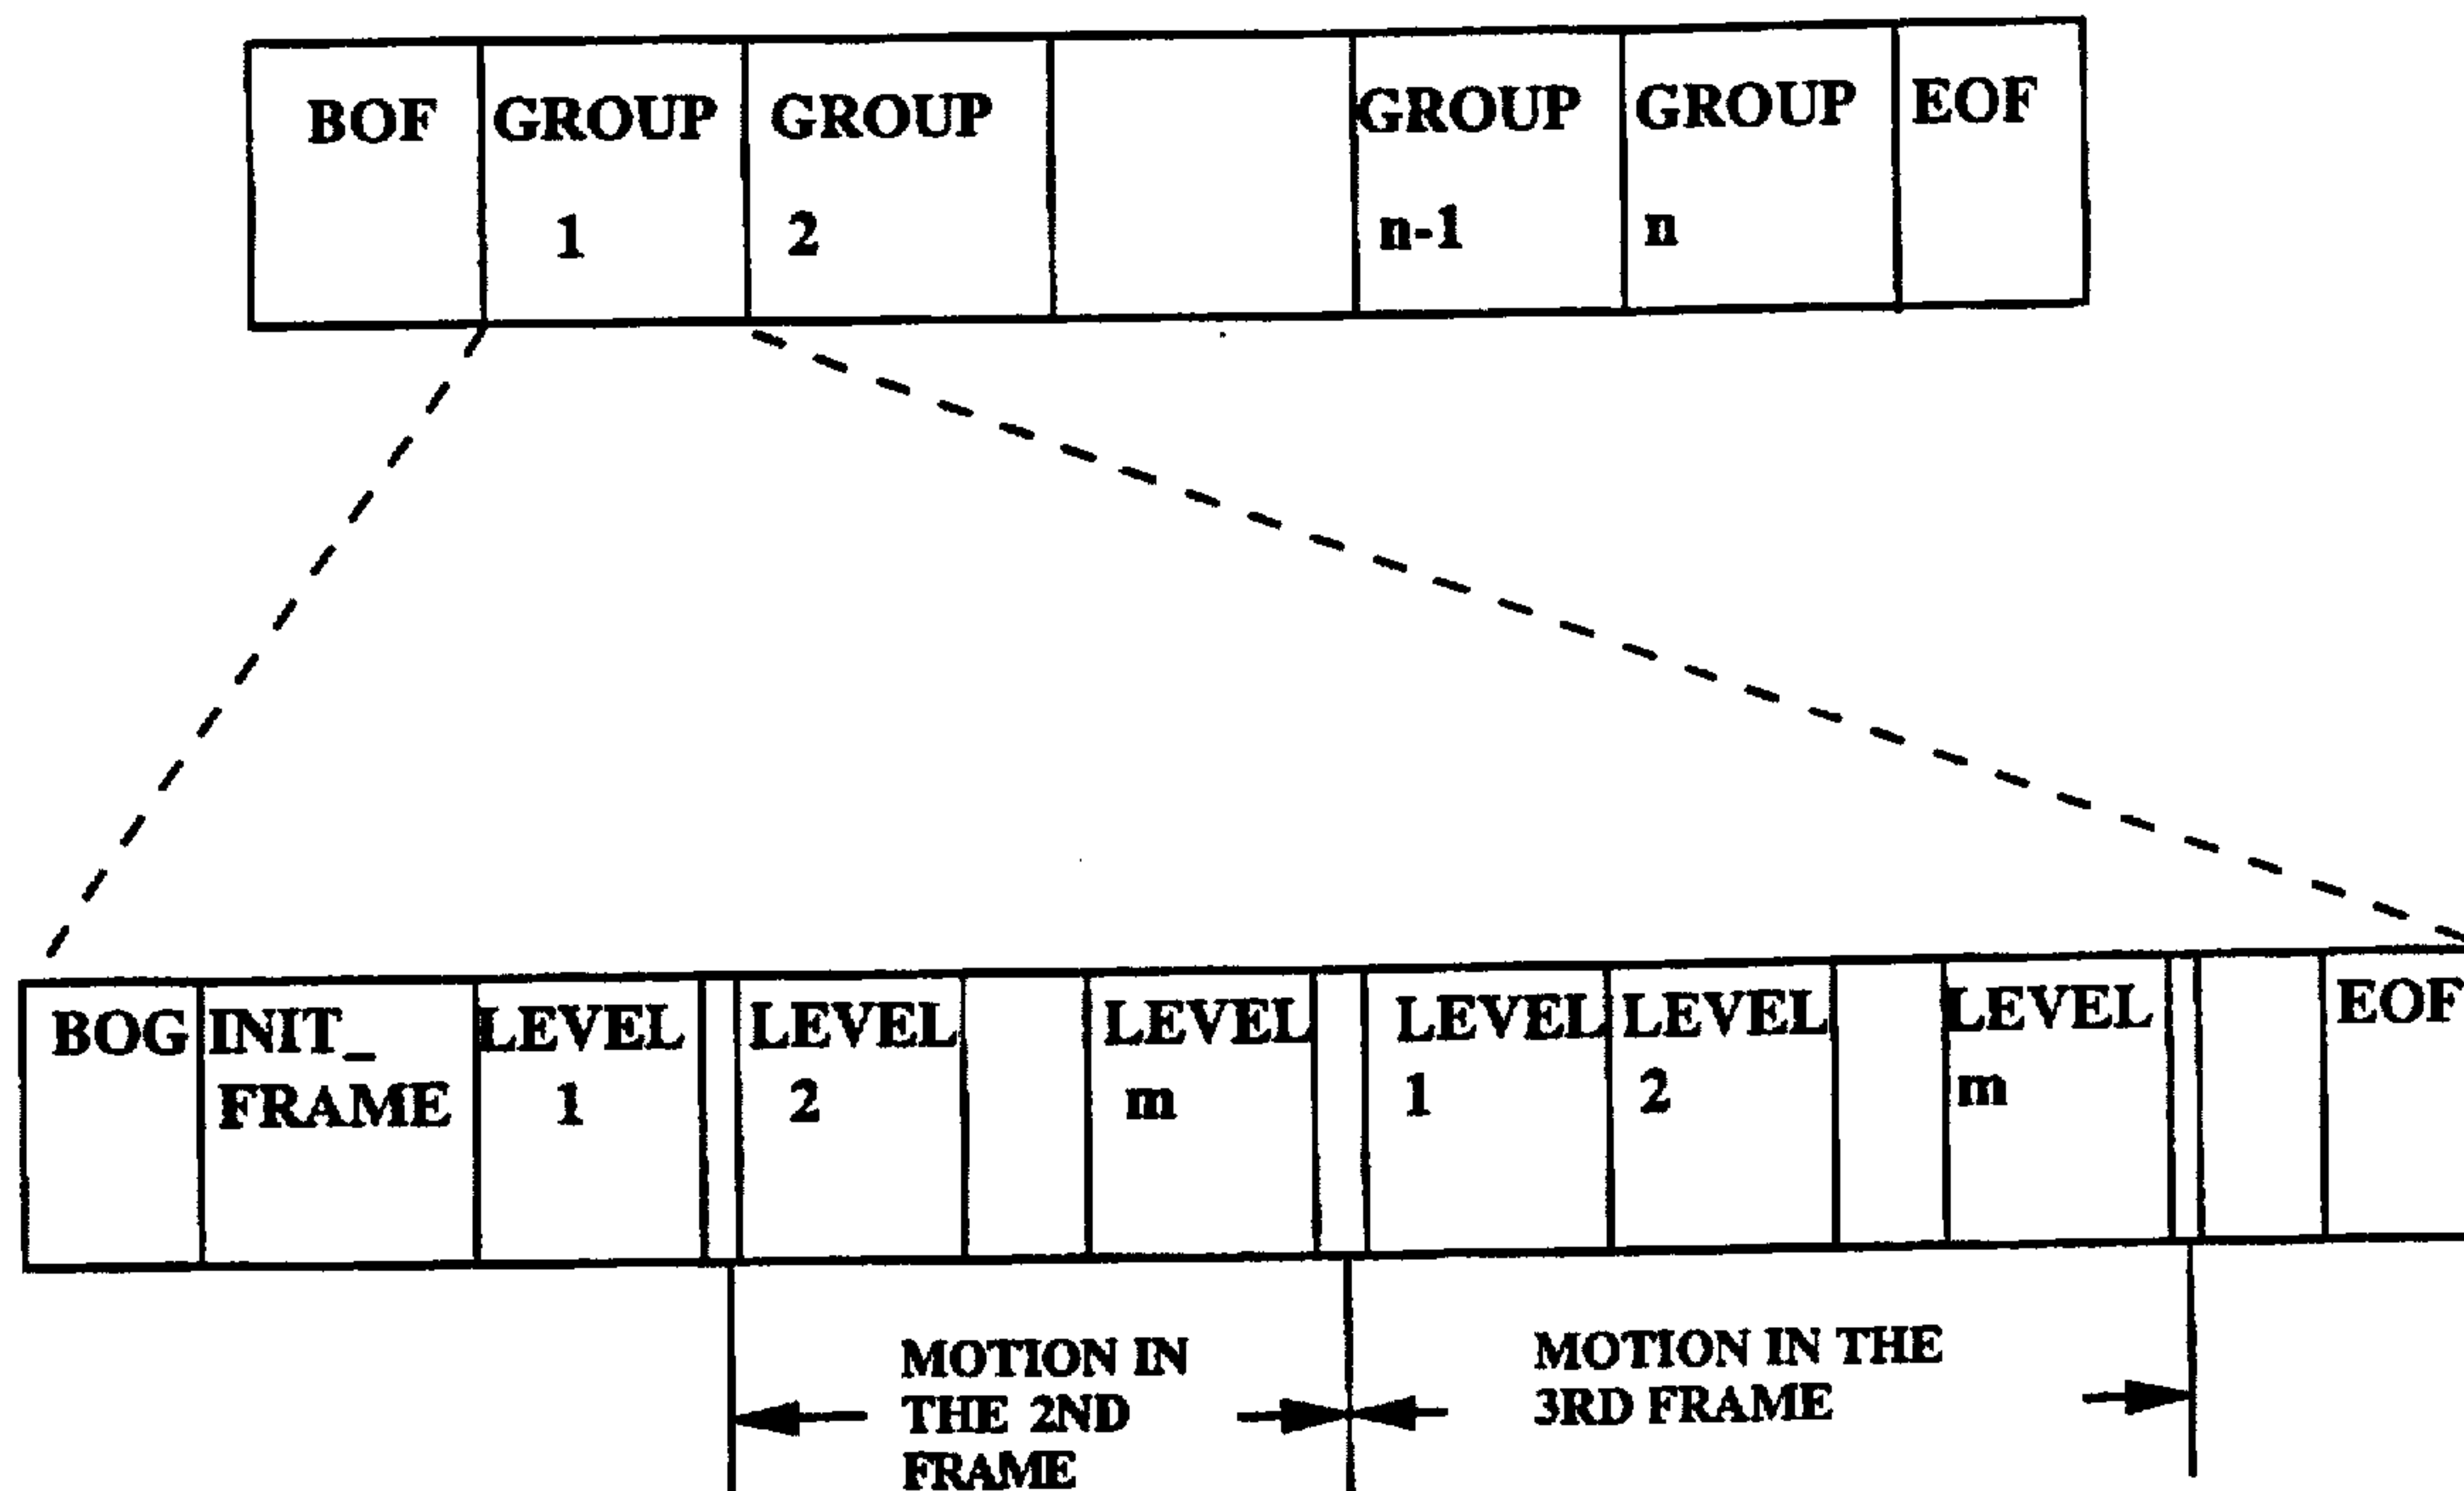 BOF GROUP GROUP GROUP GROUP EOF
1 2 n-1 n
BOG INIT_ LEVEL LEVEL LEVEL LEVEL LEVEL LEVEL EOF
FRAME 1 2 m 1 2 m
MOTION IN
THE 2ND
FRAME
MOTION IN THE
3RD FRAME